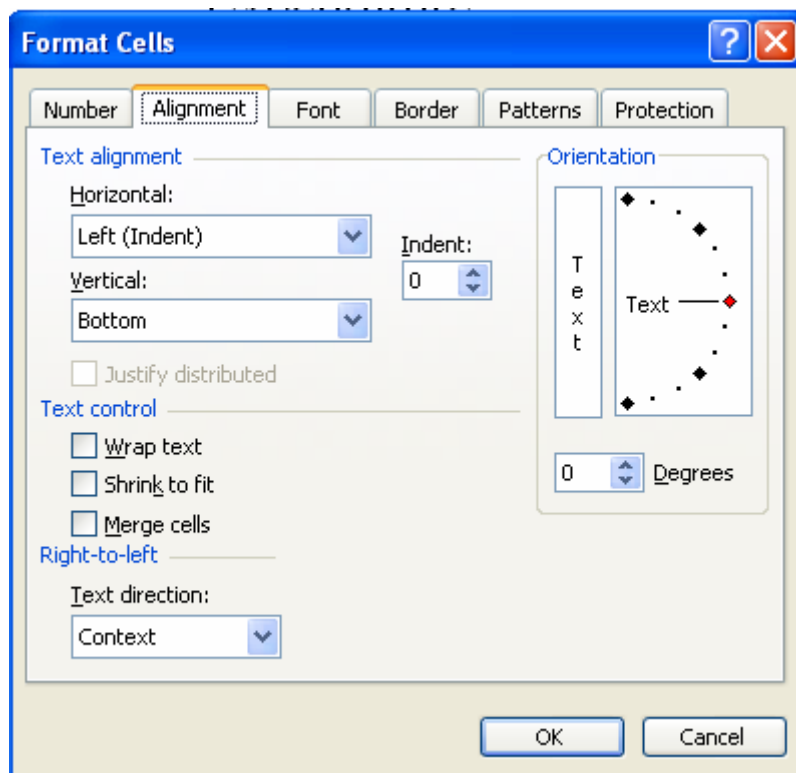 Format Cells
?
Number Alignment Font Border Patterns Protection
Text alignment
Horizontal:
Left (Indent)
Indent:
0
Vertical:
Bottom
Justify distributed
Text control
Wrap text
Shrink to fit
Merge cells
Right-to-left
Text direction:
Context
Orientation
Text
Text
0 Degrees
OK Cancel